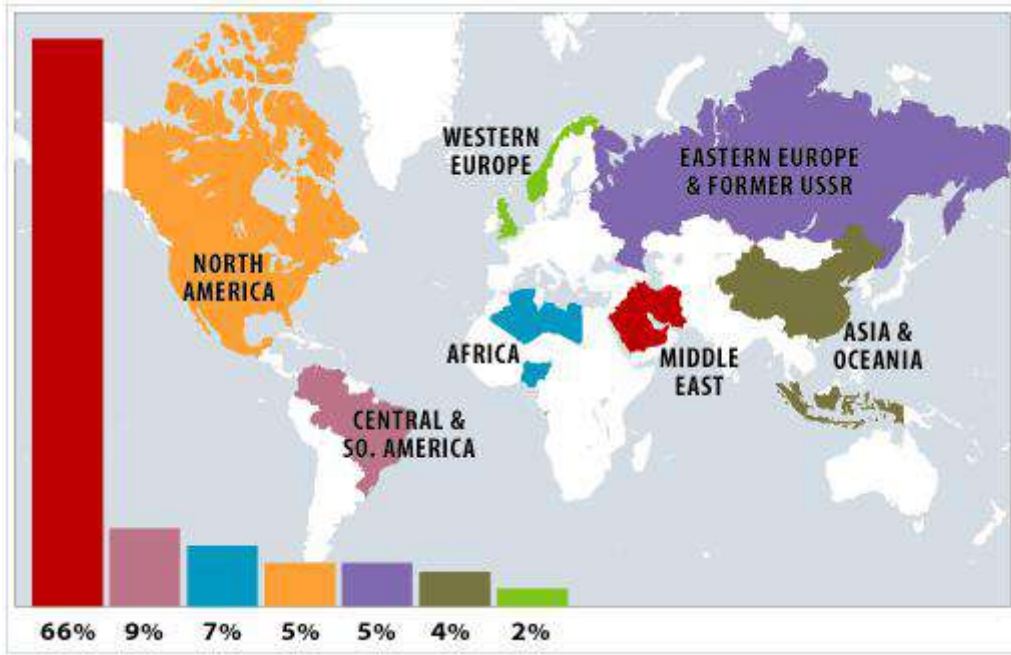 WESTERN
EUROPE
EASTERN EUROPE
& FORMER USSR
NORTH
AMERICA
AFRICA
MIDDLE
EAST
ASIA &
OCEANIA
CENTRAL &
SO. AMERICA
66% 9% 7% 5% 5% 4% 2%